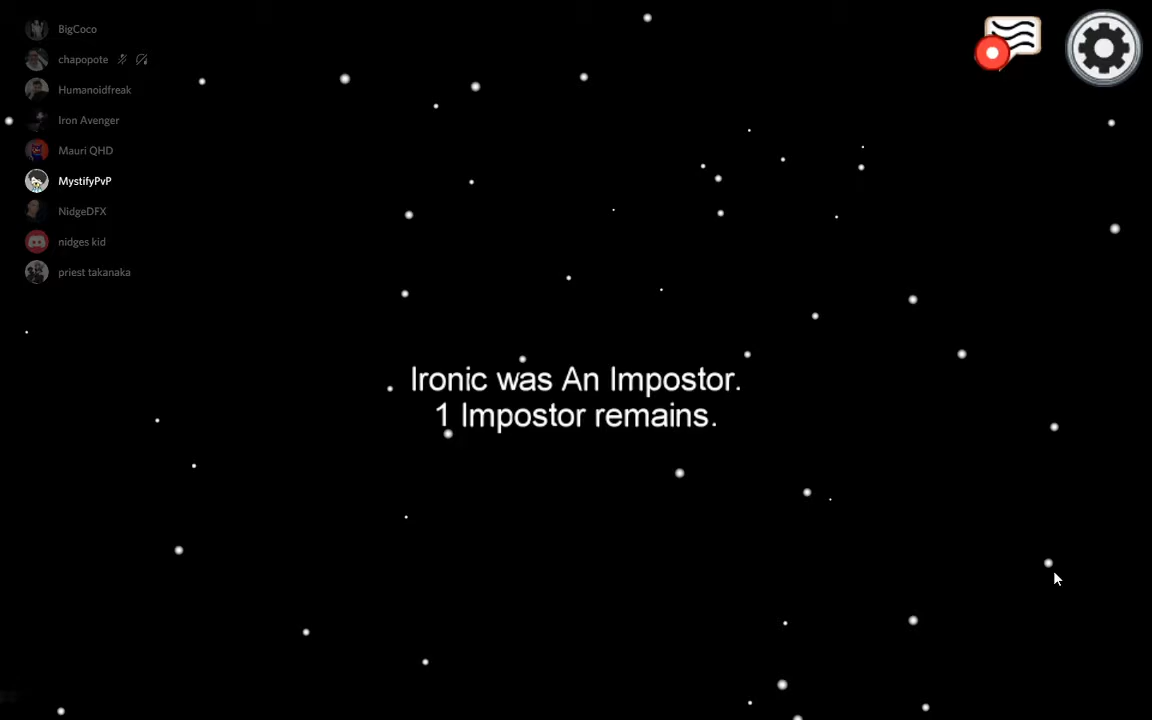 BigCoco
chapopote
Humanoidfreak
Iron Avenger
Mauri QHD
MystifyPvP
NidgeDFX
nidges kid
priest takanaka
Ironic was An Impostor.
1 Impostor remains.